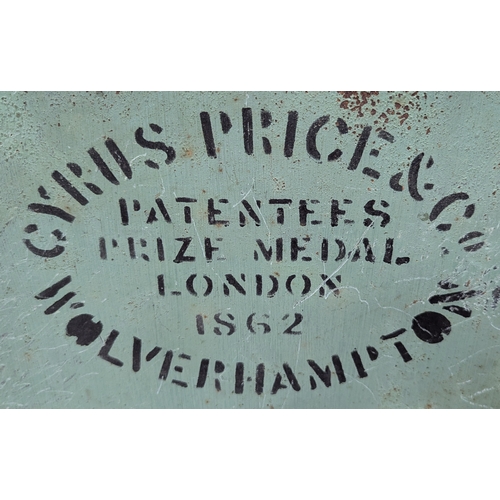 CYRUS PRICE & Co.
PATENTEES
PRIZE MEDAL
LONDON
1862
WOLVERHAMPTON